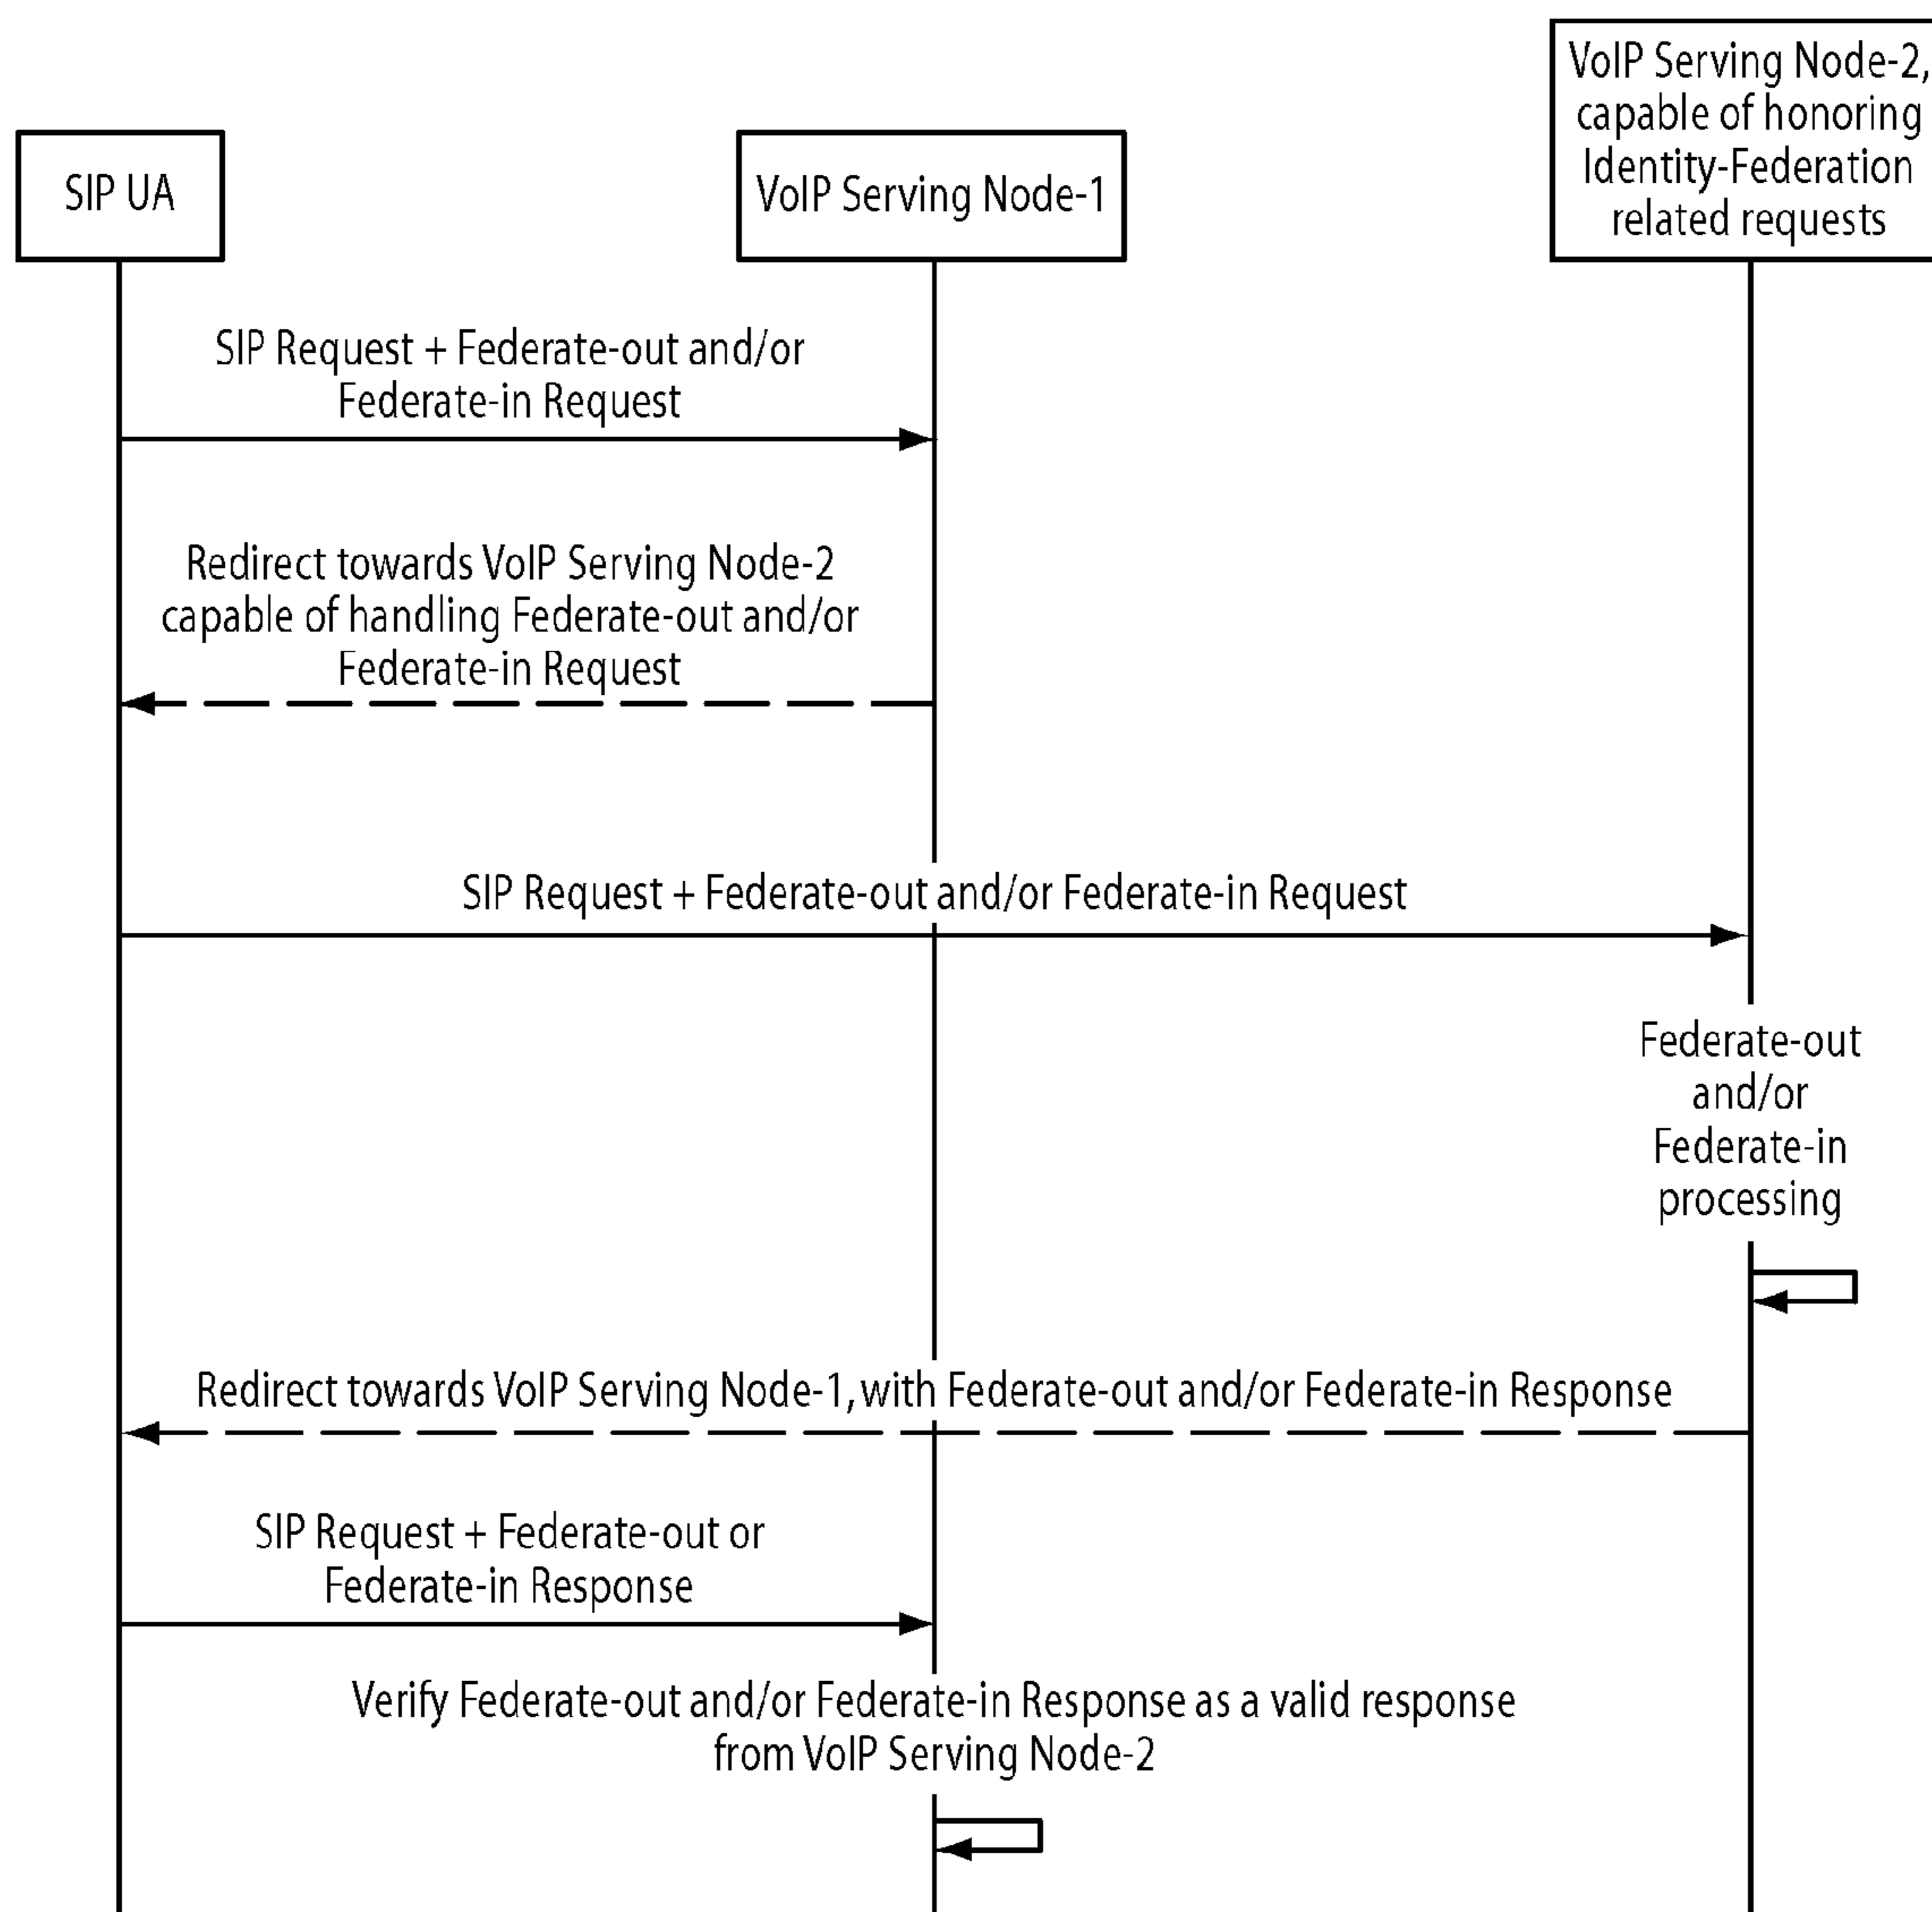 SIP UA
VoIP Serving Node-1
VoIP Serving Node-2,
capable of honoring
Identity-Federation
related requests
SIP Request + Federate-out and/or
Federate-in Request
Redirect towards VoIP Serving Node-2
capable of handling Federate-out and/or
Federate-in Request
SIP Request + Federate-out and/or Federate-in Request
Federate-out
and/or
Federate-in
processing
Redirect towards VoIP Serving Node-1, with Federate-out and/or Federate-in Response
SIP Request + Federate-out or
Federate-in Response
Verify Federate-out and/or Federate-in Response as a valid response
from VoIP Serving Node-2